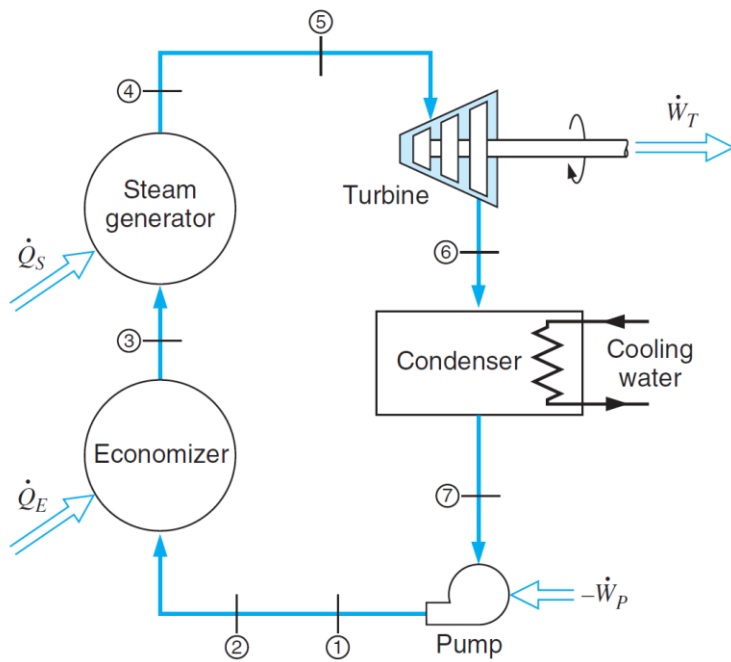 ⑤
④
Ẇ_T
Steam
generator
Turbine
Q̇_S
⑥
③
Condenser
Cooling
water
Economizer
Q̇_E
⑦
–Ẇ_P
②
①
Pump